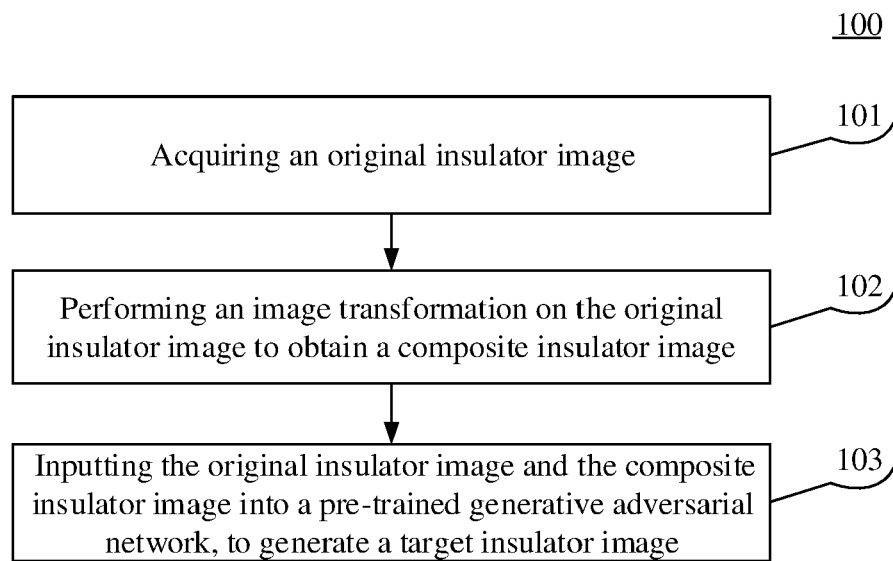 100
101
Acquiring an original insulator image
102
Performing an image transformation on the original
insulator image to obtain a composite insulator image
103
Inputting the original insulator image and the composite
insulator image into a pre-trained generative adversarial
network, to generate a target insulator image